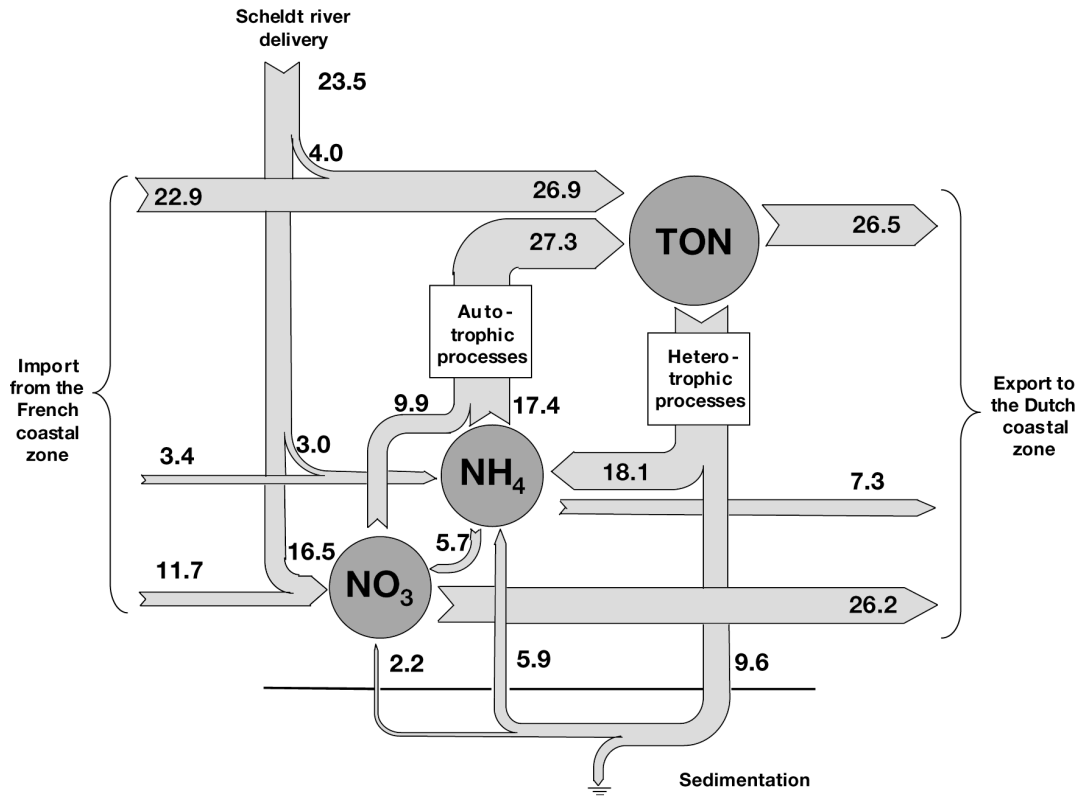 Scheldt river
delivery
23.5
4.0
22.9
26.9
27.3
TON
26.5
Auto-
trophic
processes
Hetero-
trophic
processes
Import
from the
French
coastal
zone
Export to
the Dutch
coastal
zone
9.9
17.4
3.4
3.0
NH4
18.1
7.3
11.7
16.5
5.7
NO3
26.2
2.2
5.9
9.6
Sedimentation